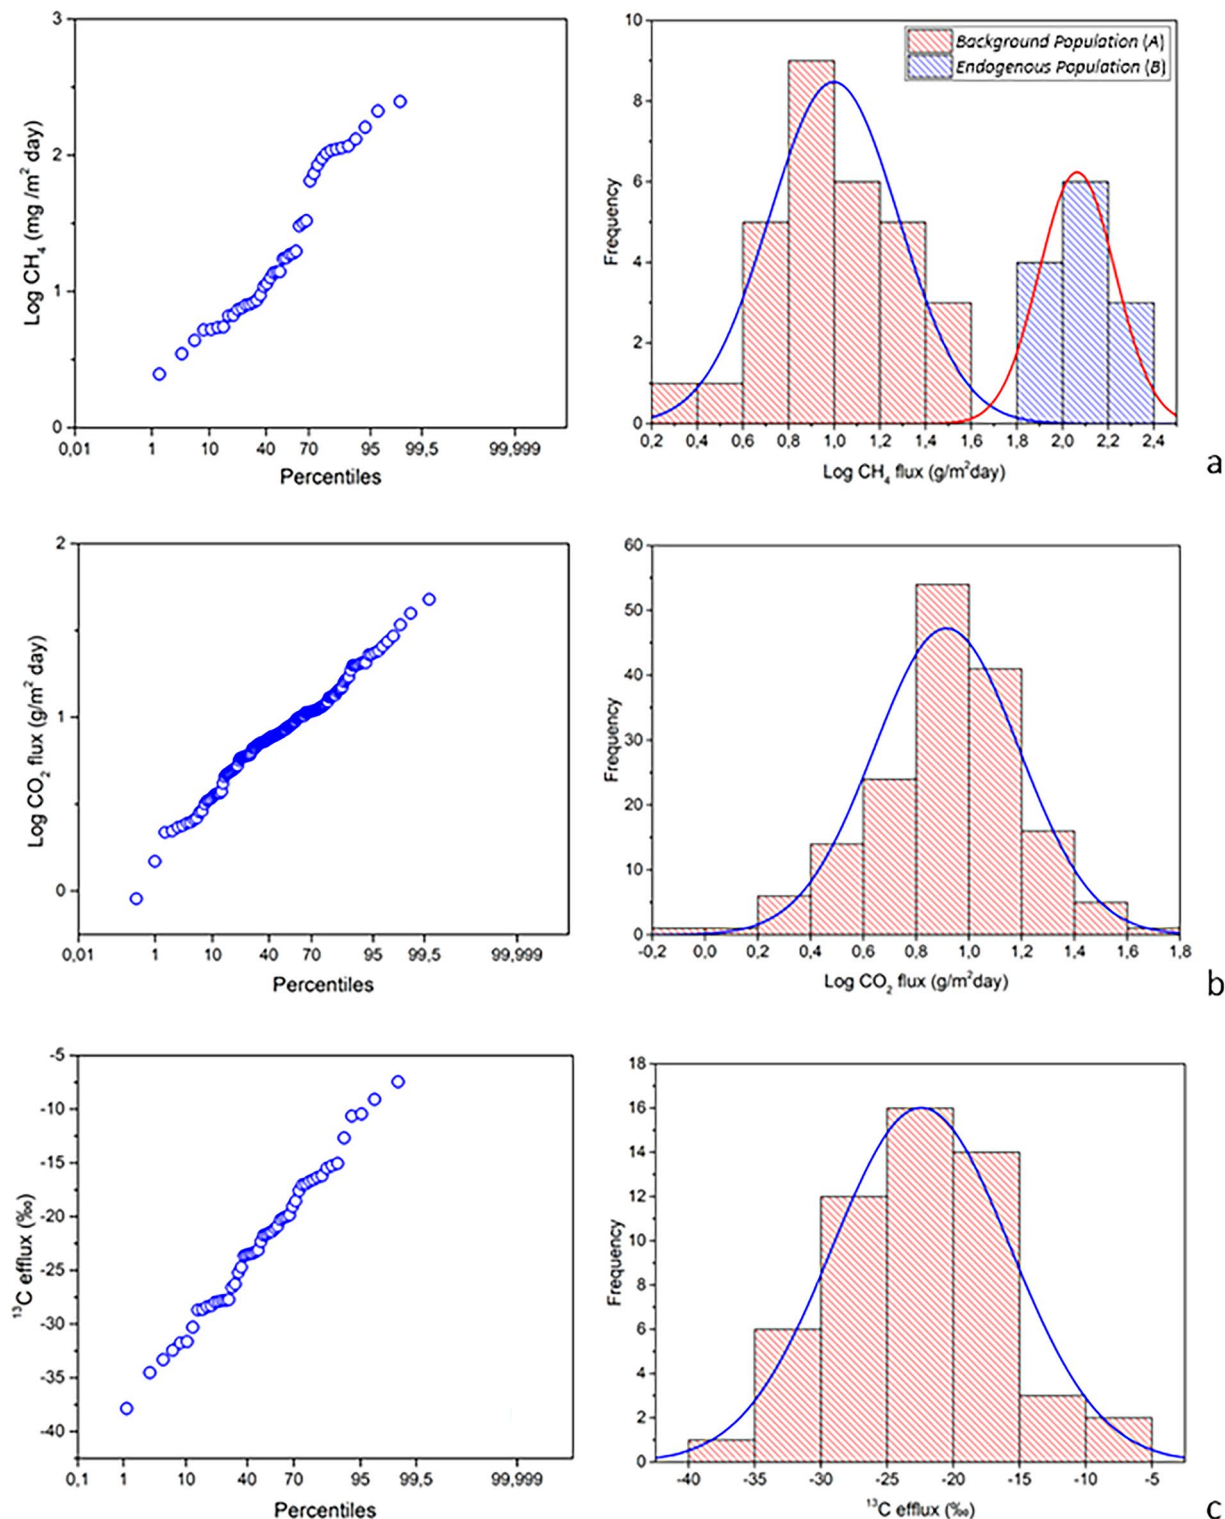 3
2
1
0
Log CH4 (mg /m2 day)
0,01 1 10 40 70 95 99,5 99,999
Percentiles
10
8
6
4
2
0
Frequency
Background Population (A)
Endogenous Population (B)
0,2 0,4 0,6 0,8 1,0 1,2 1,4 1,6 1,8 2,0 2,2 2,4
Log CH4 flux (g/m2day)
a
2
1
0
Log CO2 flux (g/m2 day)
0,01 1 10 40 70 95 99,5 99,999
Percentiles
60
50
40
30
20
10
0
Frequency
-0,2 0,0 0,2 0,4 0,6 0,8 1,0 1,2 1,4 1,6 1,8
Log CO2 flux (g/m2day)
b
-5
-10
-15
-20
-25
-30
-35
-40
13C efflux (‰)
0,1 1 10 40 70 95 99,5 99,999
Percentiles
18
16
14
12
10
8
6
4
2
0
Frequency
-40 -35 -30 -25 -20 -15 -10 -5
13C efflux (‰)
c